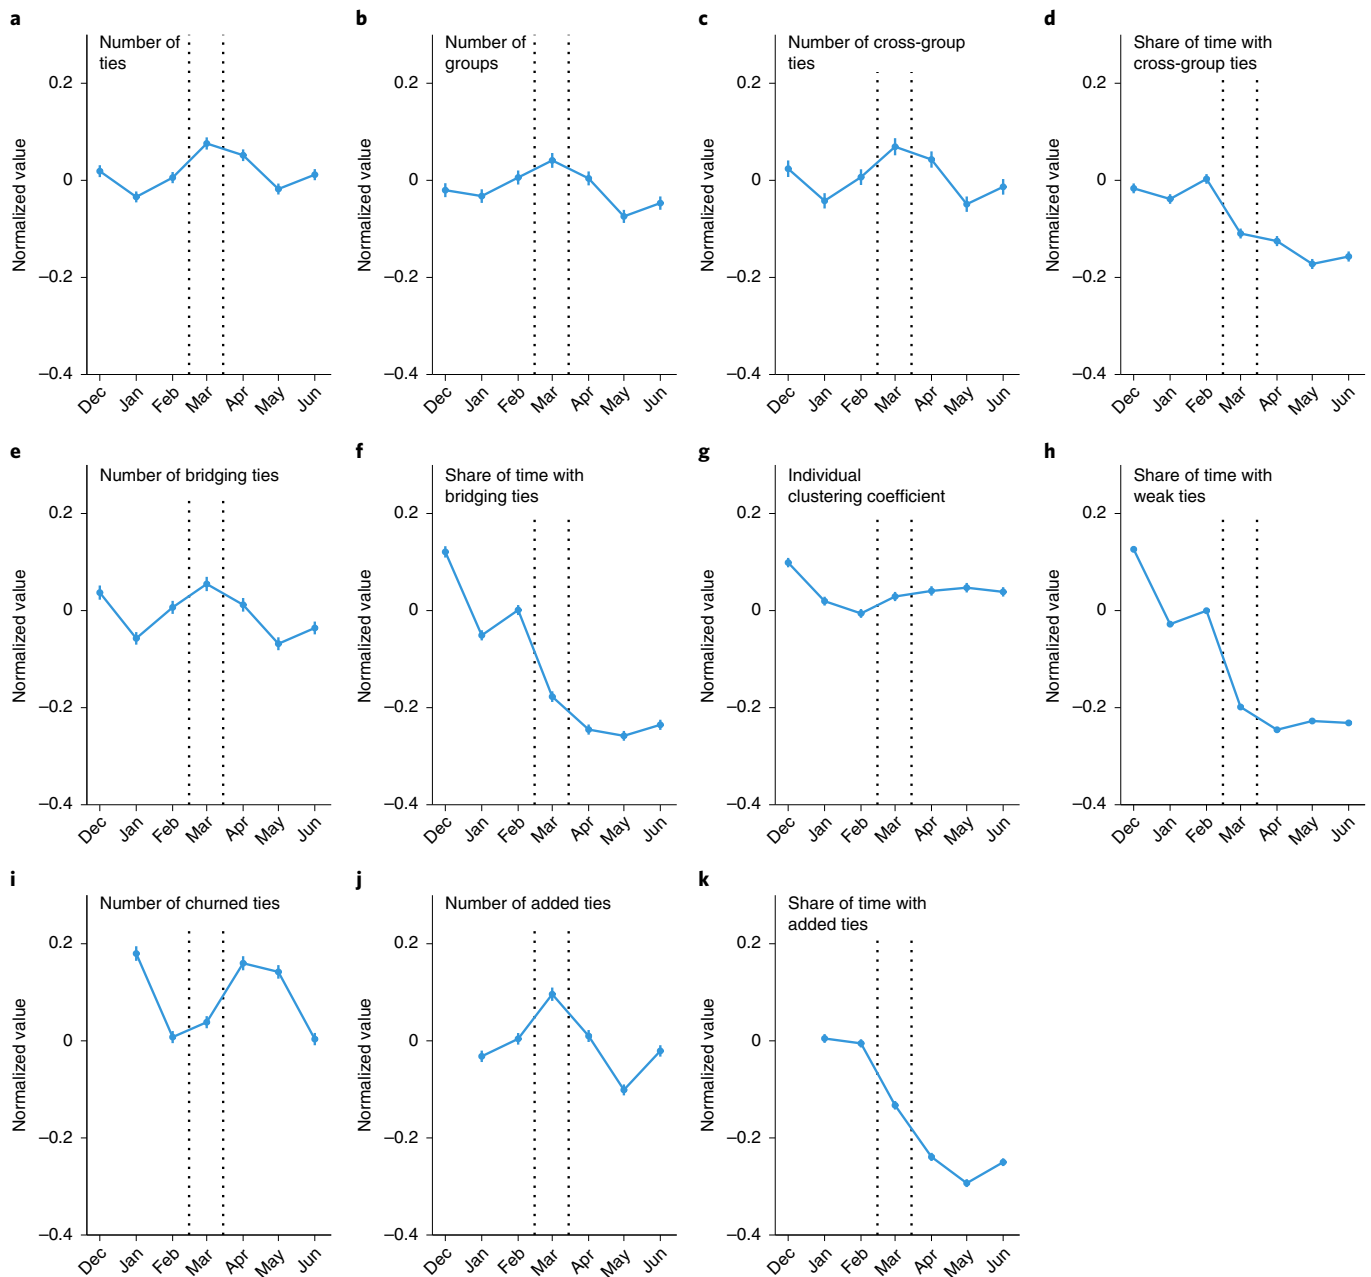 a
Number of
ties
0.2
0
–0.2
–0.4
Normalized value
Dec
Jan
Feb
Mar
Apr
May
Jun
b
Number of
groups
0.2
0
–0.2
–0.4
Normalized value
Dec
Jan
Feb
Mar
Apr
May
Jun
c
Number of cross-group
ties
0.2
0
–0.2
–0.4
Normalized value
Dec
Jan
Feb
Mar
Apr
May
Jun
d
Share of time with
cross-group ties
0.2
0
–0.2
–0.4
Normalized value
Dec
Jan
Feb
Mar
Apr
May
Jun
e
Number of bridging ties
0.2
0
–0.2
–0.4
Normalized value
Dec
Jan
Feb
Mar
Apr
May
Jun
f
Share of time with
bridging ties
0.2
0
–0.2
–0.4
Normalized value
Dec
Jan
Feb
Mar
Apr
May
Jun
g
Individual
clustering coefficient
0.2
0
–0.2
–0.4
Normalized value
Dec
Jan
Feb
Mar
Apr
May
Jun
h
Share of time with
weak ties
0.2
0
–0.2
–0.4
Normalized value
Dec
Jan
Feb
Mar
Apr
May
Jun
i
Number of churned ties
0.2
0
–0.2
–0.4
Normalized value
Dec
Jan
Feb
Mar
Apr
May
Jun
j
Number of added ties
0.2
0
–0.2
–0.4
Normalized value
Dec
Jan
Feb
Mar
Apr
May
Jun
k
Share of time with
added ties
0.2
0
–0.2
–0.4
Normalized value
Dec
Jan
Feb
Mar
Apr
May
Jun